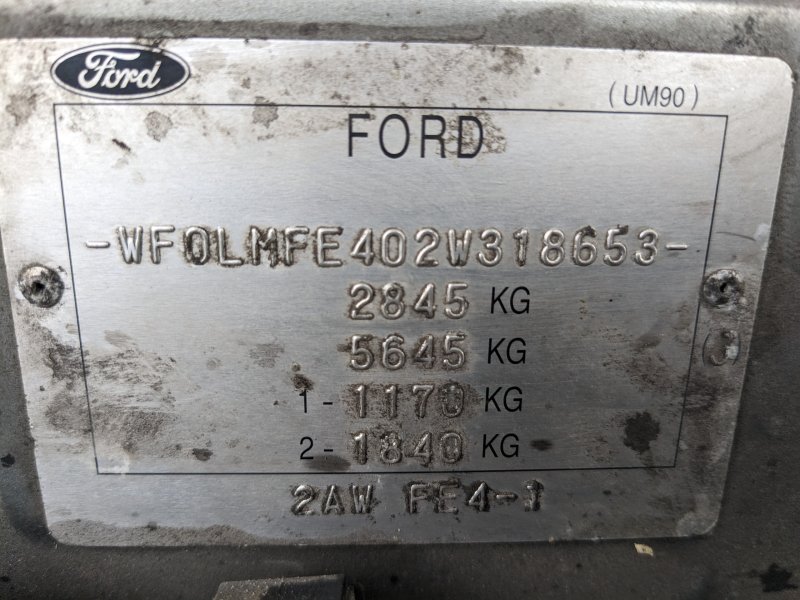 Ford
(UM90)
FORD
-WF0LMFE402W318653-
2845 KG
5645 KG
1- 1170 KG
2- 1840 KG
2AW FE4-1